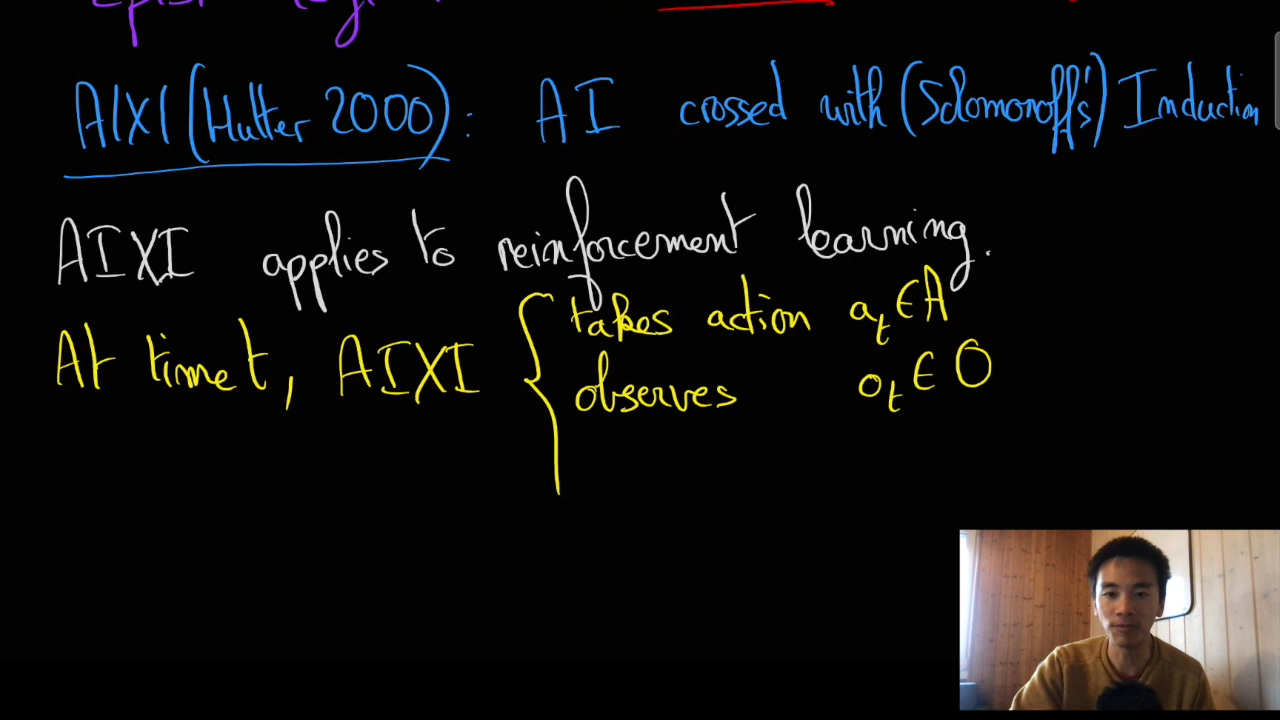 AIXI (Hutter 2000): AI crossed with (Solomonoff's) Induction
AIXI applies to reinforcement learning.
takes action aₜ ∈ A
At time t, AIXI {
observes oₜ ∈ O